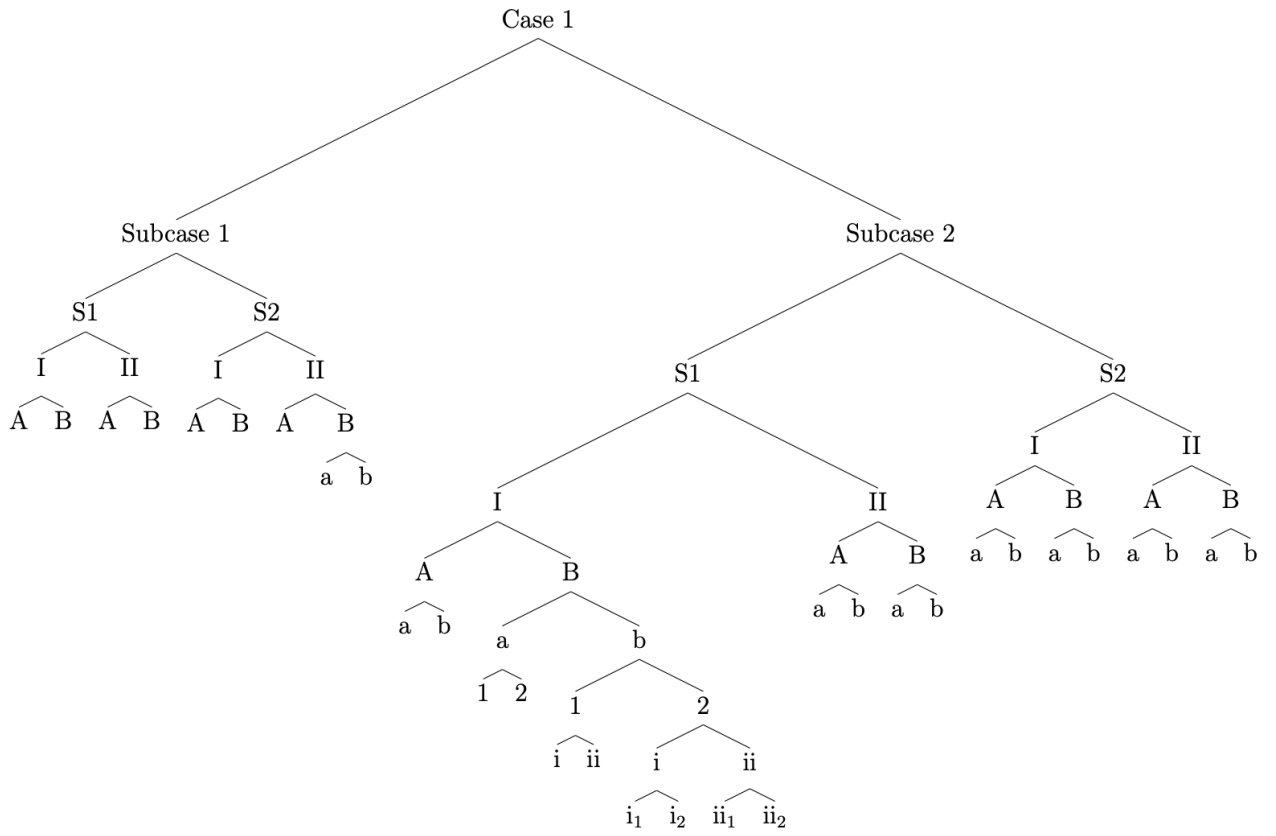 Case 1
Subcase 1 Subcase 2
S1 S2
I II I II
S1 S2
A B A B A B A B
I II
a b
I II
A B A B
A B
a b a b a b a b
A B
a b a b
a b
a b
1 2
1 2
i ii
i ii
i₁ i₂ ii₁ ii₂